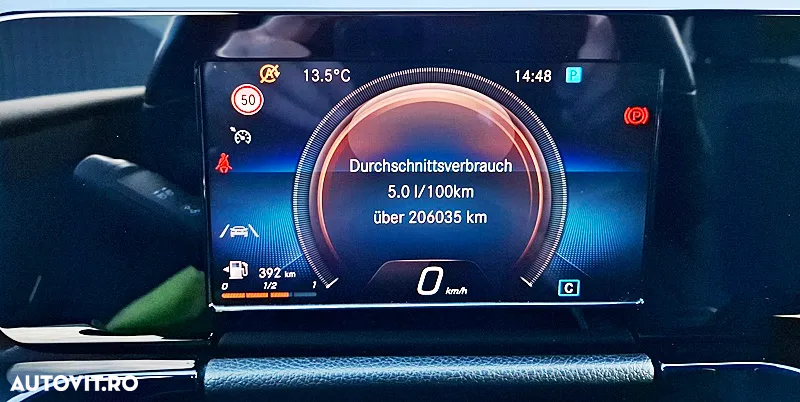 13.5°C 14:48 P
50
P
Durchschnittsverbrauch
5.0 l/100km
über 206035 km
392 km
0 1/2 1
0 km/h
C
AUTOVIT.RO